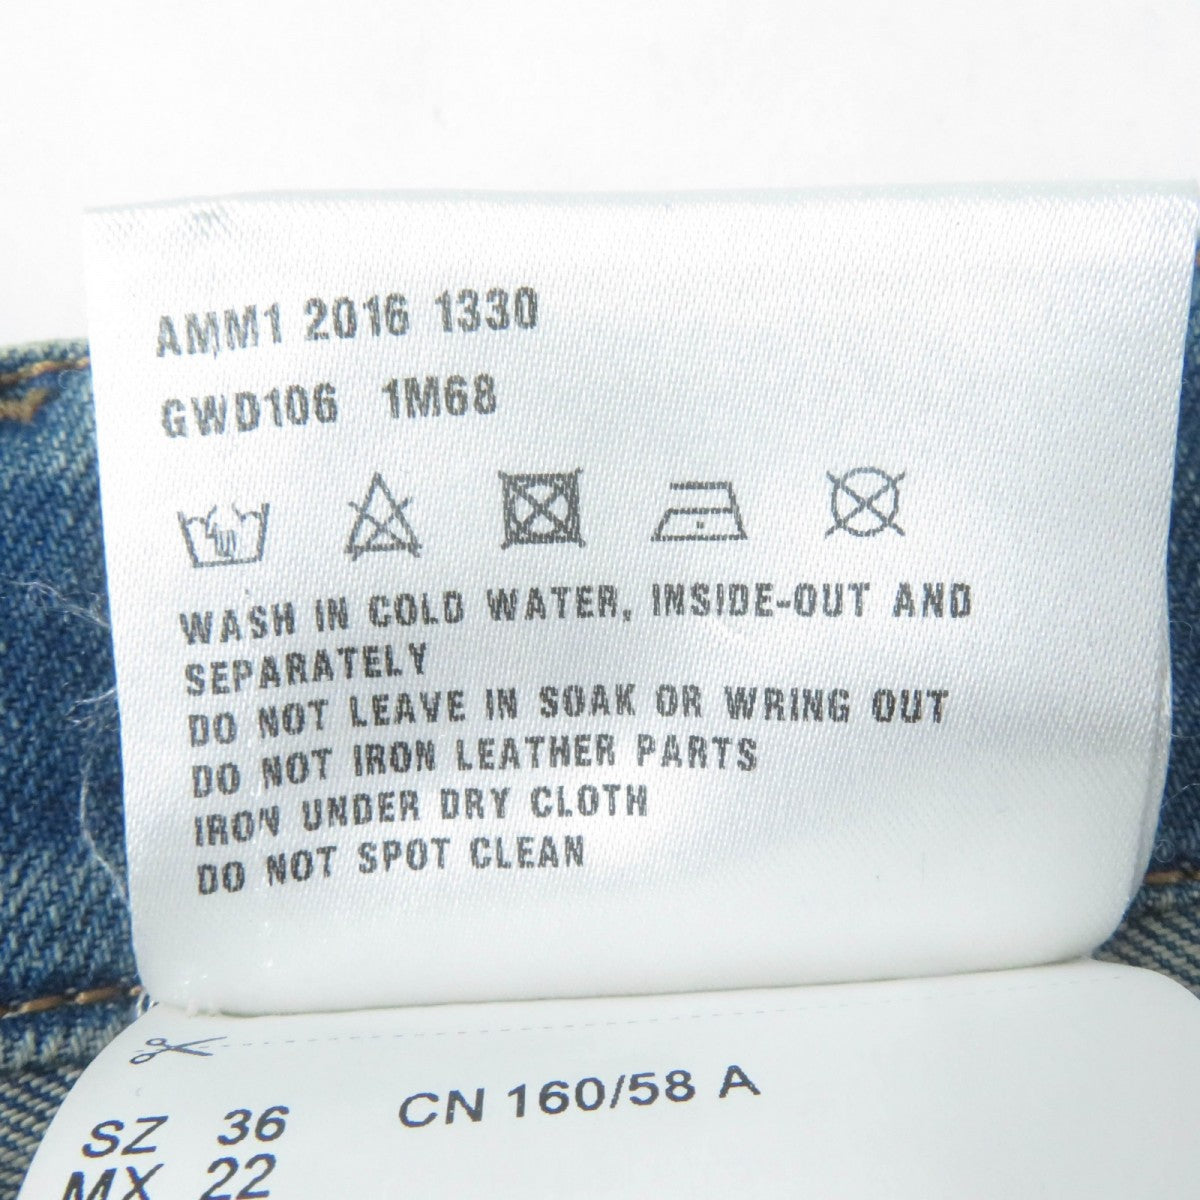 AMM1 2016 1330
GWD106 1M68
WASH IN COLD WATER, INSIDE-OUT AND
SEPARATELY
DO NOT LEAVE IN SOAK OR WRING OUT
DO NOT IRON LEATHER PARTS
IRON UNDER DRY CLOTH
DO NOT SPOT CLEAN
SZ 36 CN 160/58 A
MX 22